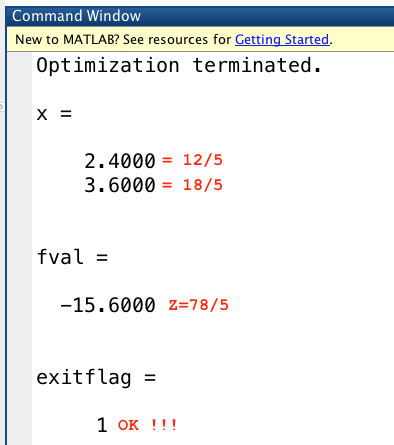 Command Window
New to MATLAB? See resources for Getting Started.
Optimization terminated.
x =
2.4000 = 12/5
3.6000 = 18/5
fval =
-15.6000 Z=78/5
exitflag =
1 OK !!!